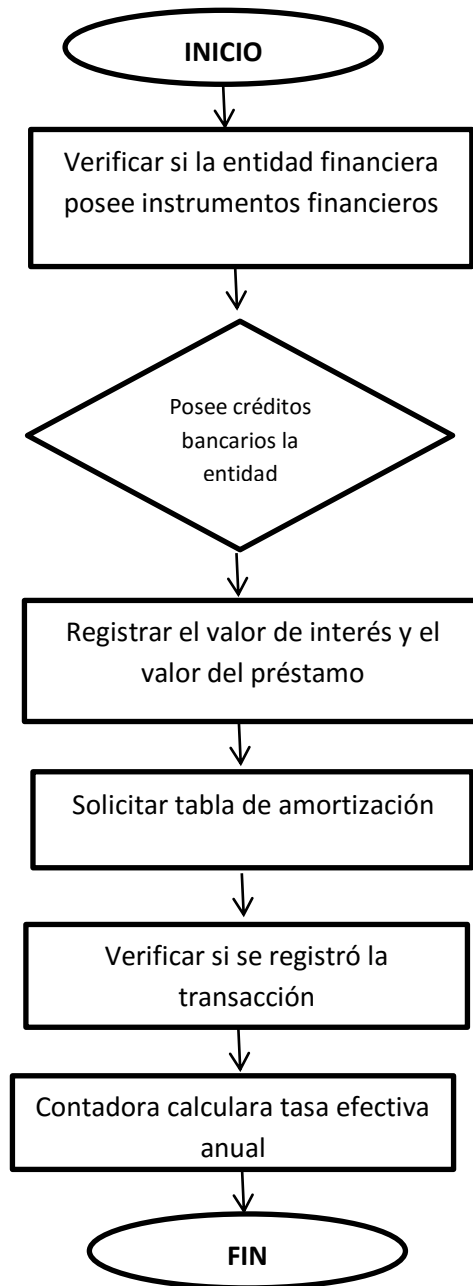 INICIO
Verificar si la entidad financiera
posee instrumentos financieros
Posee créditos
bancarios la
entidad
Registrar el valor de interés y el
valor del préstamo
Solicitar tabla de amortización
Verificar si se registró la
transacción
Contadora calculara tasa efectiva
anual
FIN